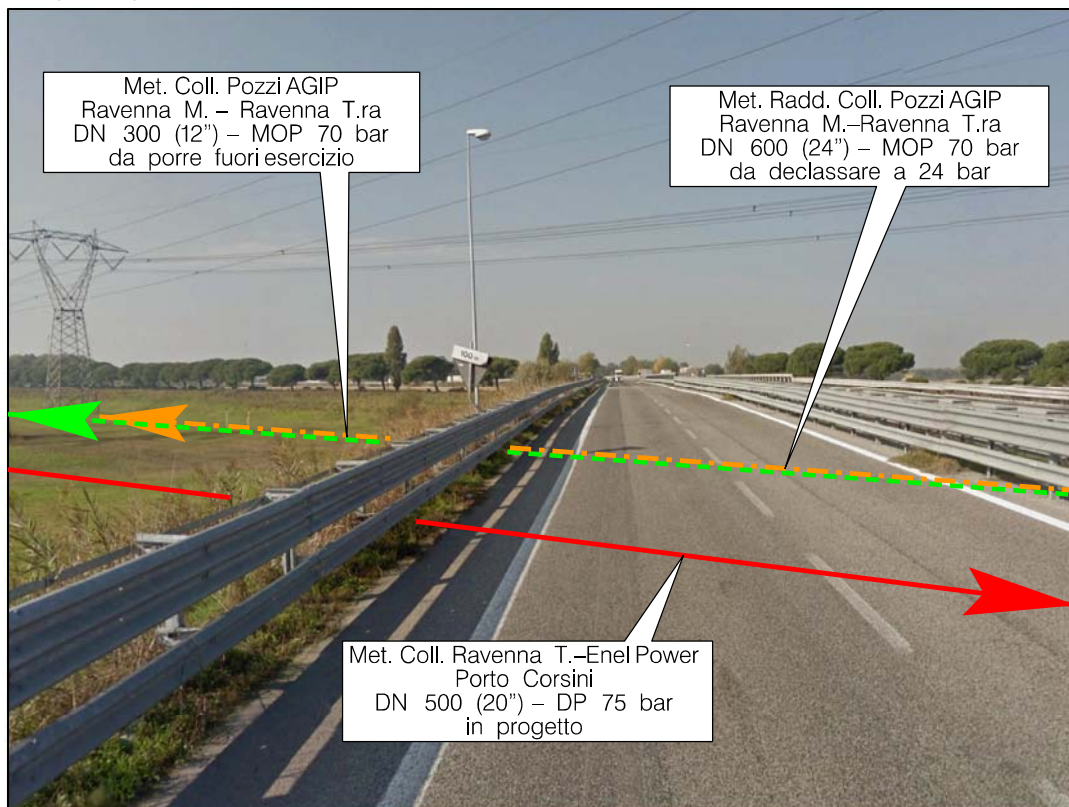 Met. Coll. Pozzi AGIP
Ravenna M. – Ravenna T.ra
DN 300 (12") – MOP 70 bar
da porre fuori esercizio
Met. Radd. Coll. Pozzi AGIP
Ravenna M.–Ravenna T.ra
DN 600 (24") – MOP 70 bar
da declassare a 24 bar
100 m
Met. Coll. Ravenna T.–Enel Power
Porto Corsini
DN 500 (20") – DP 75 bar
in progetto